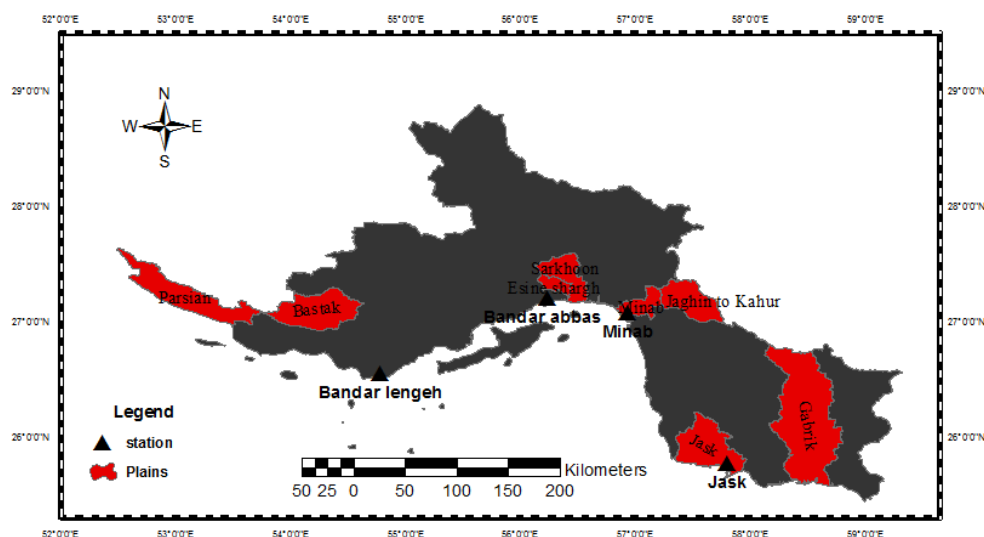 52°0'0"E 53°0'0"E 54°0'0"E 55°0'0"E 56°0'0"E 57°0'0"E 58°0'0"E 59°0'0"E
29°0'0"N 29°0'0"N
N
W E
S
28°0'0"N 28°0'0"N
Sarkhoon
Esine shargh
Parsian
Bastak
Minab
Jaghin to Kahur
Bandar abbas
27°0'0"N 27°0'0"N
Minab
Bandar lengeh
Legend
station
Plains
26°0'0"N 26°0'0"N
Gabrik
Jask
Jask
Kilometers
50 25 0 50 100 150 200
52°0'0"E 53°0'0"E 54°0'0"E 55°0'0"E 56°0'0"E 57°0'0"E 58°0'0"E 59°0'0"E